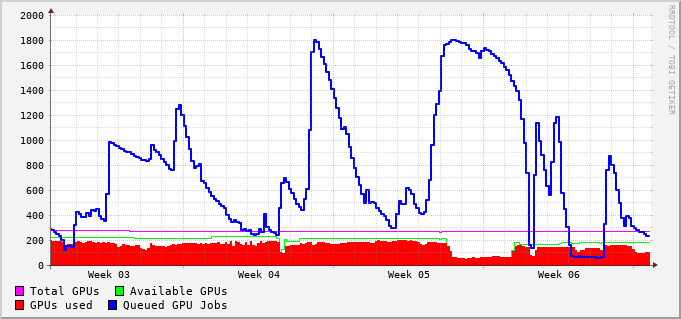 2000
1800
1600
1400
1200
1000
800
600
400
200
0
Week 03 Week 04 Week 05 Week 06
Total GPUs Available GPUs
GPUs used Queued GPU Jobs
RRDTOOL / TOBI OETIKER